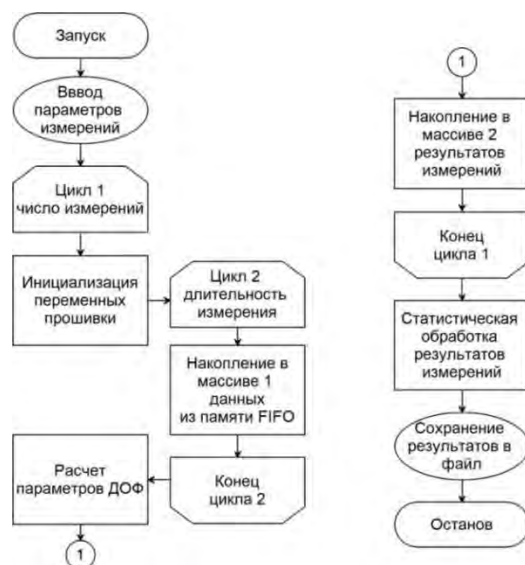 Запуск
Вввод
параметров
измерений
Цикл 1
число измерений
Инициализация
переменных
прошивки
Цикл 2
длительность
измерения
Накопление в
массиве 1
данных
из памяти FIFO
Конец
цикла 2
Расчет
параметров ДОФ
1
1
Накопление в
массиве 2
результатов
измерений
Конец
цикла 1
Статистическая
обработка
результатов
измерений
Сохранение
результатов в
файл
Останов